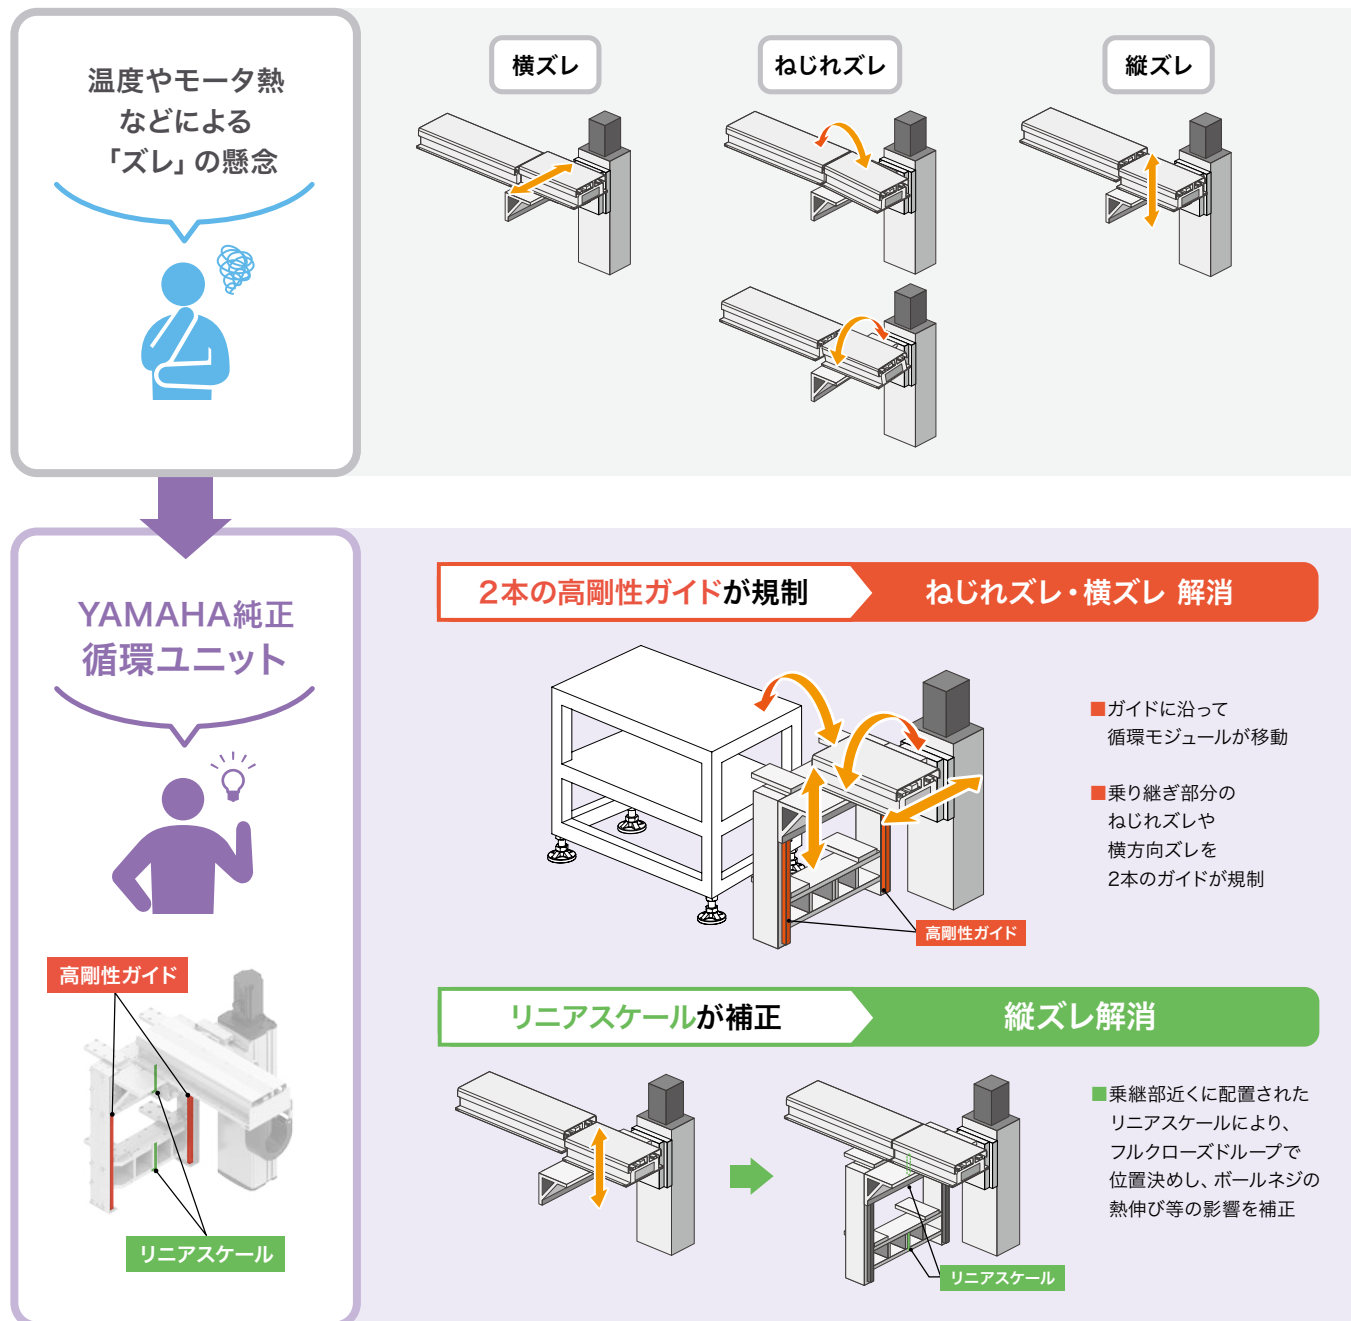 温度やモータ熱
などによる
「ズレ」の懸念
横ズレ
ねじれズレ
縦ズレ
YAMAHA純正
循環ユニット
高剛性ガイド
リニアスケール
2本の高剛性ガイドが規制
ねじれズレ・横ズレ 解消
■ガイドに沿って
循環モジュールが移動
■乗り継ぎ部分の
ねじれズレや
横方向ズレを
2本のガイドが規制
高剛性ガイド
リニアスケールが補正
縦ズレ解消
■乗継部近くに配置された
リニアスケールにより、
フルクローズドループで
位置決めし、ボールネジの
熱伸び等の影響を補正
リニアスケール